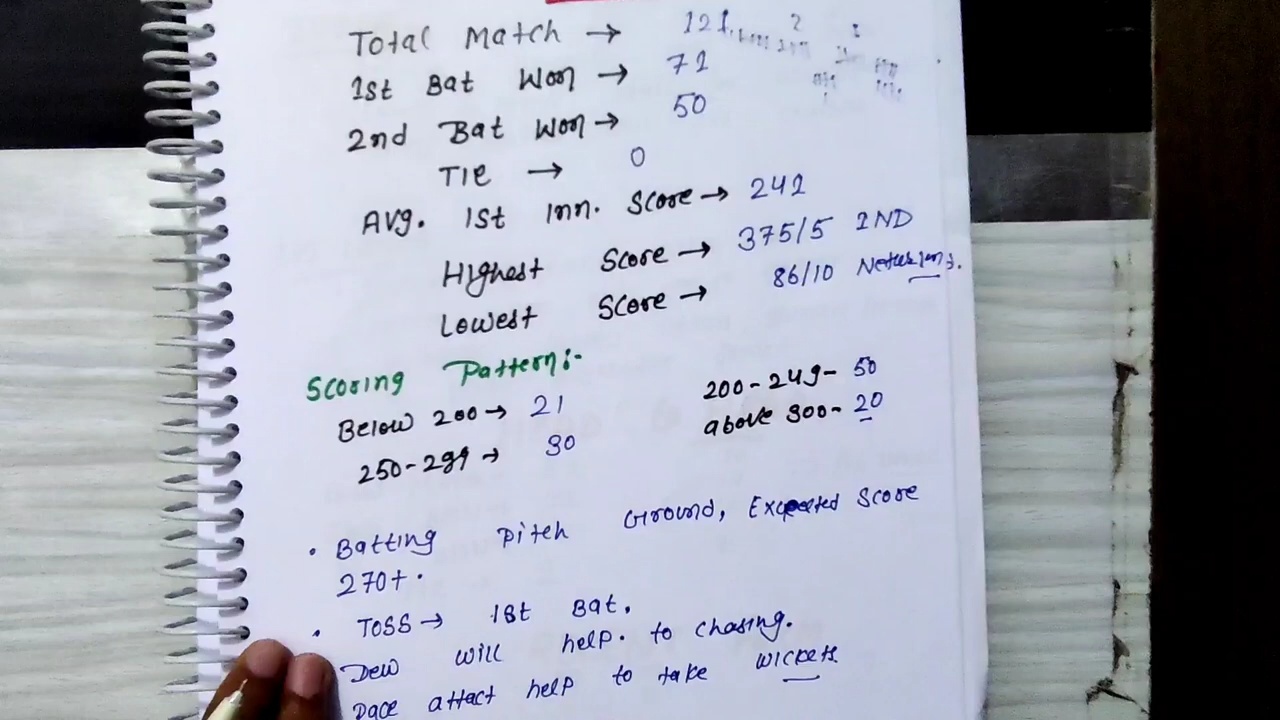 Total Match → 121
1st Bat Won → 71
2nd Bat Won → 50
TIE → 0
Avg. 1st Inn. Score → 241
Highest Score → 375/5 IND
Lowest Score → 86/10
Scoring Pattern:-
Below 200 → 21 200-249- 50
250-299 → 30 above 300- 20
• Batting Pitch Ground, Expected Score
270+.
• TOSS → 1st Bat.
Dew will help. to chasing.
Pace attact help to take wickets